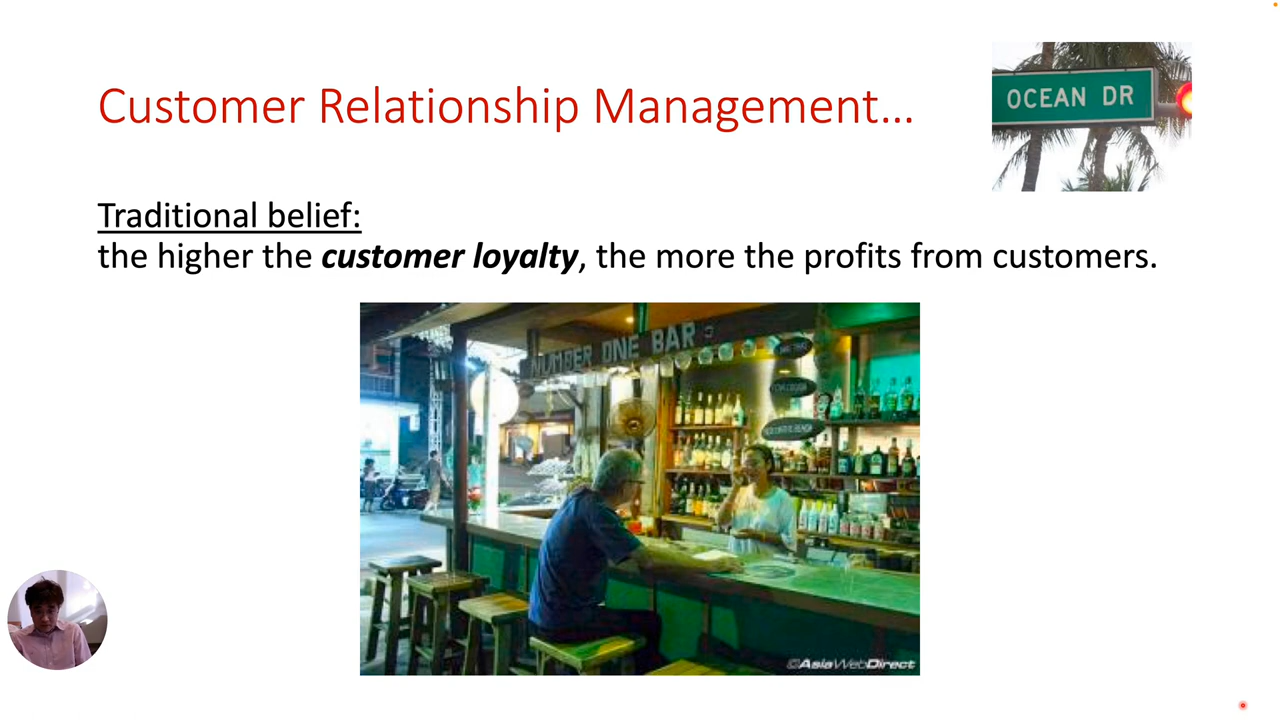 Customer Relationship Management...
OCEAN DR
Traditional belief:
the higher the customer loyalty, the more the profits from customers.
NUMBER ONE BAR
©AsiaWebDirect